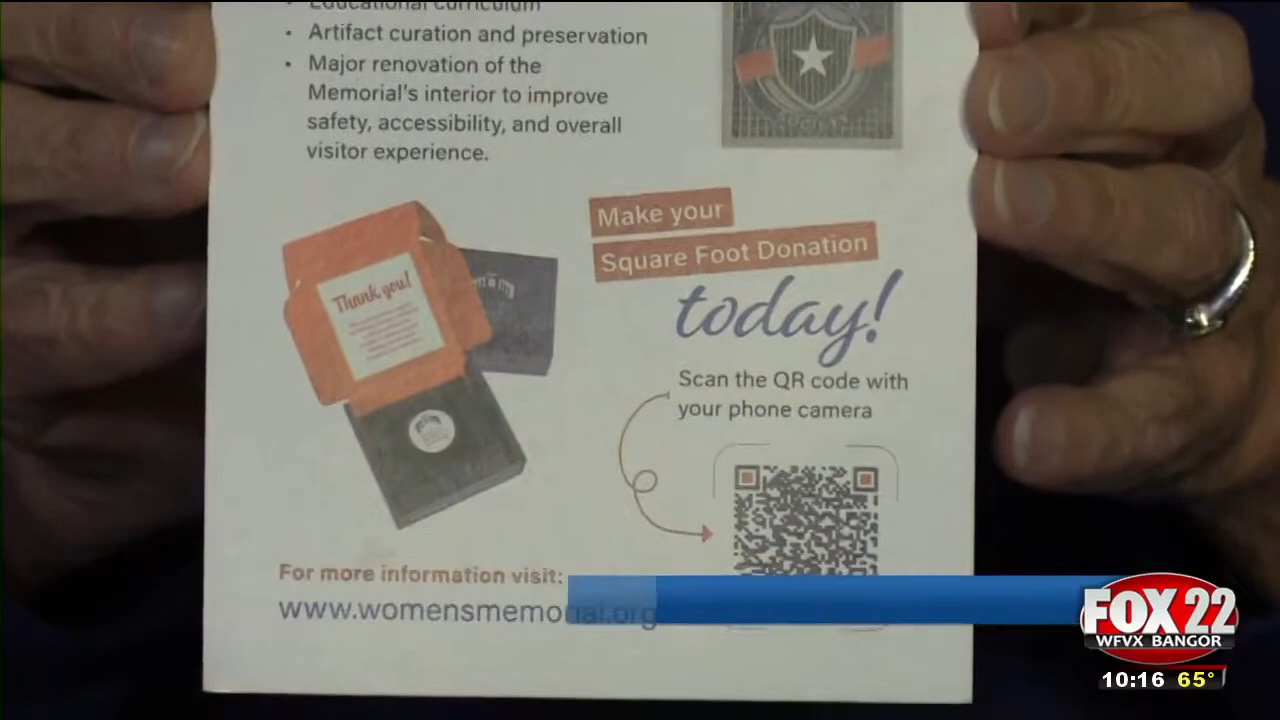 Educational curriculum
• Artifact curation and preservation
• Major renovation of the
Memorial's interior to improve
safety, accessibility, and overall
visitor experience.
Make your
Square Foot Donation
today!
Thank you!
Scan the QR code with
your phone camera
For more information visit:
www.womensmemorial.org
FOX 22
WFVX BANGOR
10:16 65°